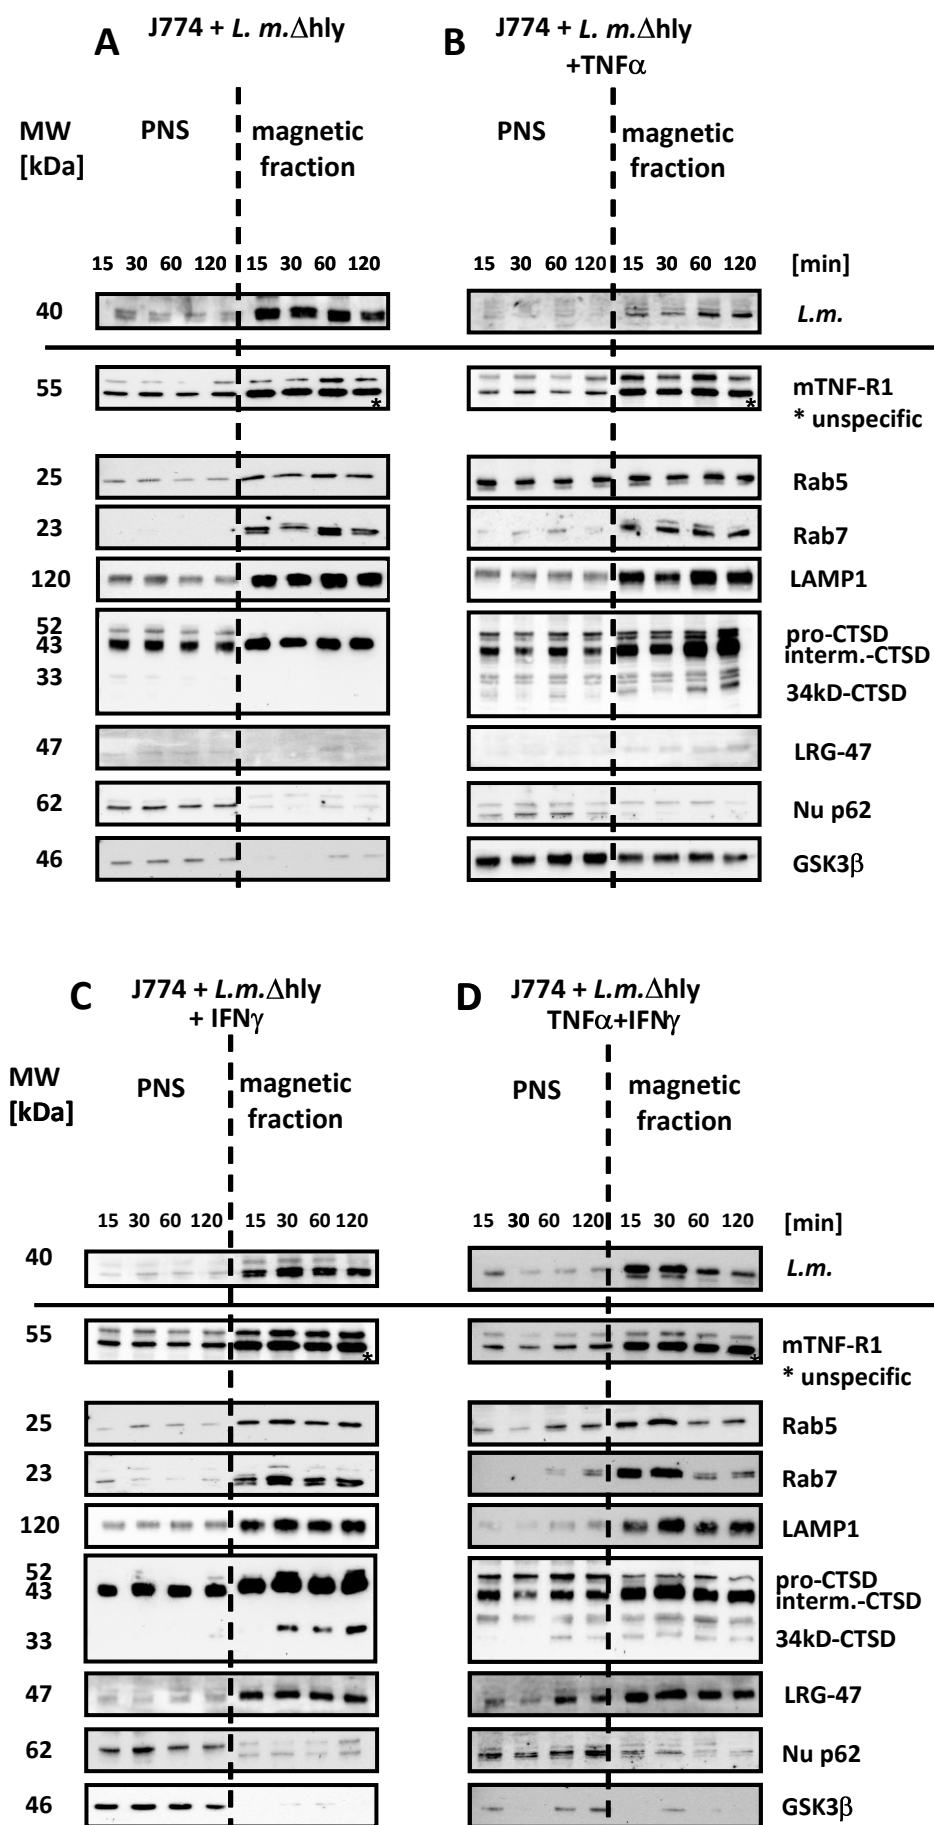 A J774 + L. m.Δhly
B J774 + L. m.Δhly
+TNFα
MW
[kDa]
PNS
magnetic
fraction
PNS
magnetic
fraction
15 30 60 120 15 30 60 120
15 30 60 120 15 30 60 120 [min]
40 L.m.
55 * * mTNF-R1
* unspecific
25 Rab5
23 Rab7
120 LAMP1
52 pro-CTSD
43 interm.-CTSD
33 34kD-CTSD
47 LRG-47
62 Nu p62
46 GSK3β
C J774 + L.m.Δhly
+ IFNγ
D J774 + L.m.Δhly
TNFα+IFNγ
MW
[kDa]
PNS
magnetic
fraction
PNS
magnetic
fraction
15 30 60 120 15 30 60 120
15 30 60 120 15 30 60 120 [min]
40 L.m.
55 * * mTNF-R1
* unspecific
25 Rab5
23 Rab7
120 LAMP1
52 pro-CTSD
43 interm.-CTSD
33 34kD-CTSD
47 LRG-47
62 Nu p62
46 GSK3β